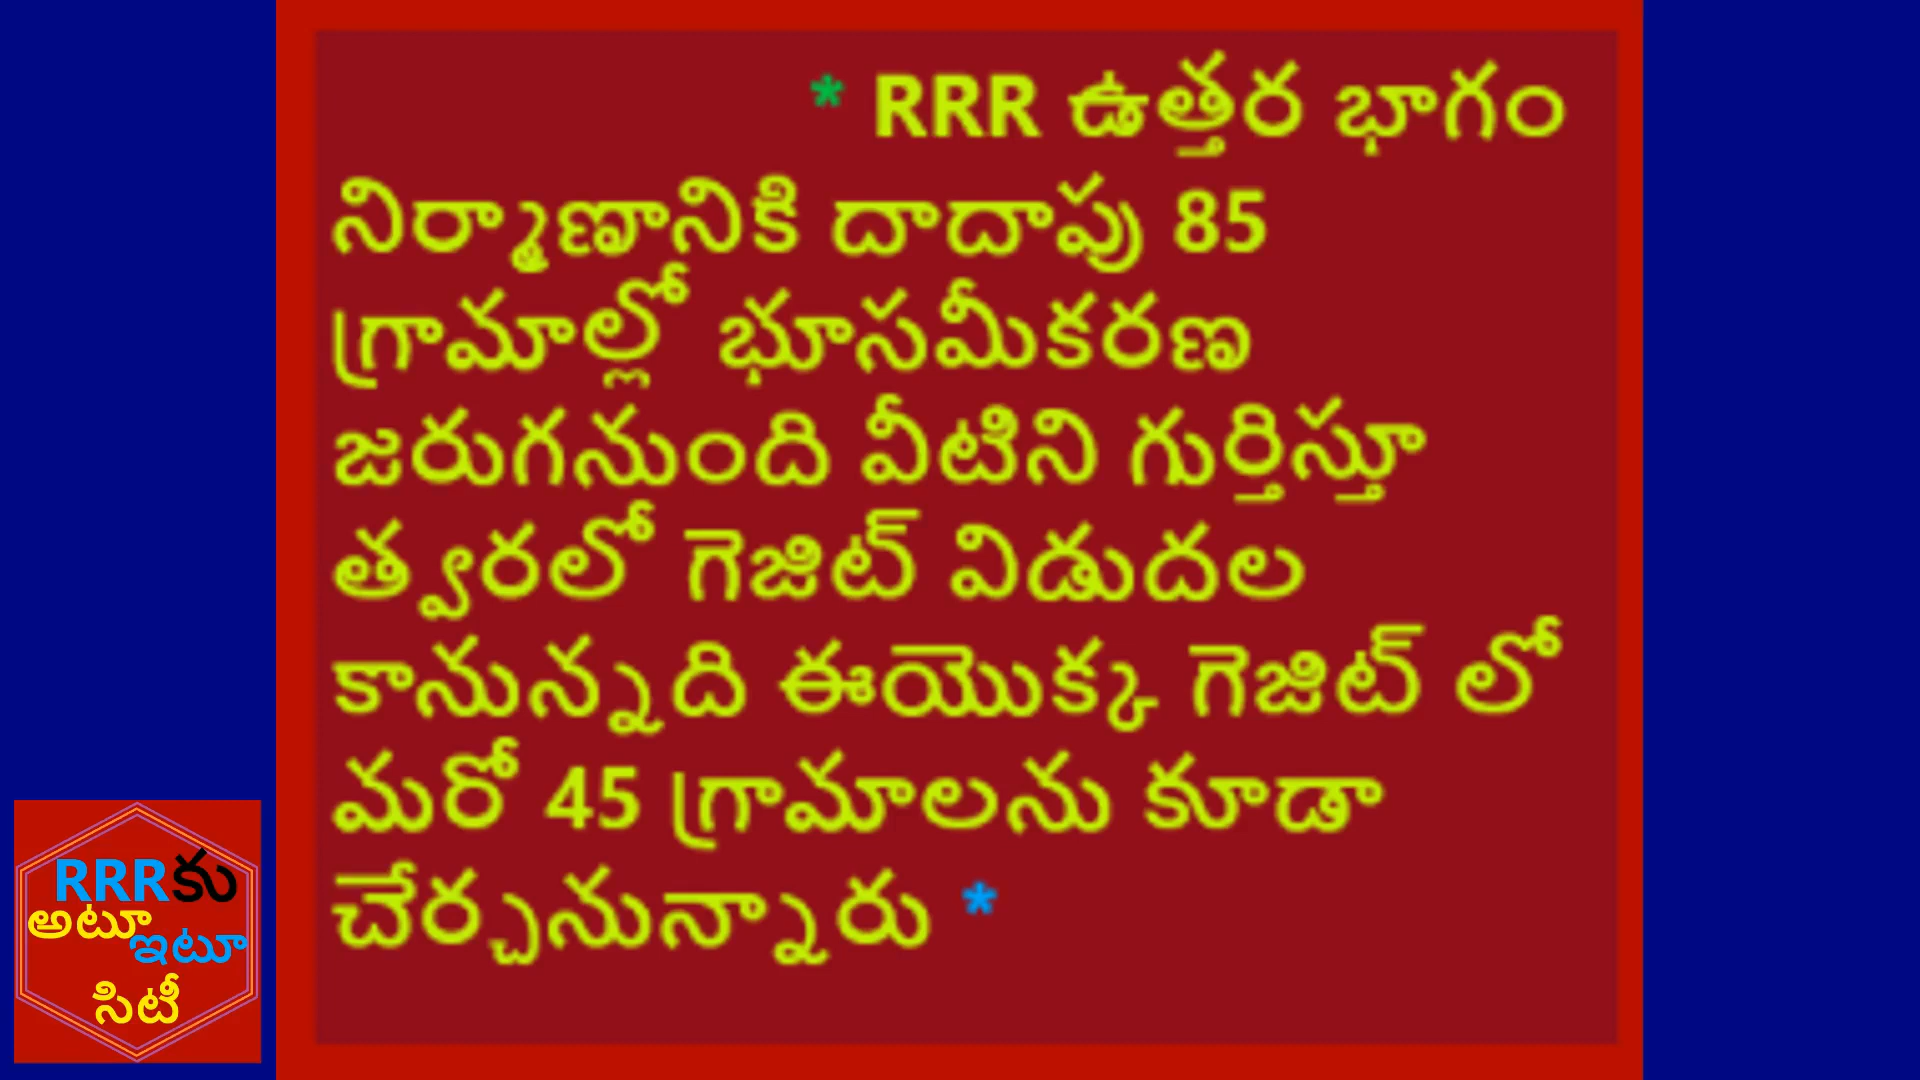 * RRR ఉత్తర భాగం
నిర్మాణానికి దాదాపు 85
గ్రామాల్లో భూసమీకరణ
జరుగనుంది వీటిని గుర్తిస్తూ
త్వరలో గెజిట్ విడుదల
కానున్నది ఈయొక్క గెజిట్ లో
మరో 45 గ్రామాలను కూడా
చేర్చనున్నారు *
RRRకు
అటూ
ఇటూ
సిటీ